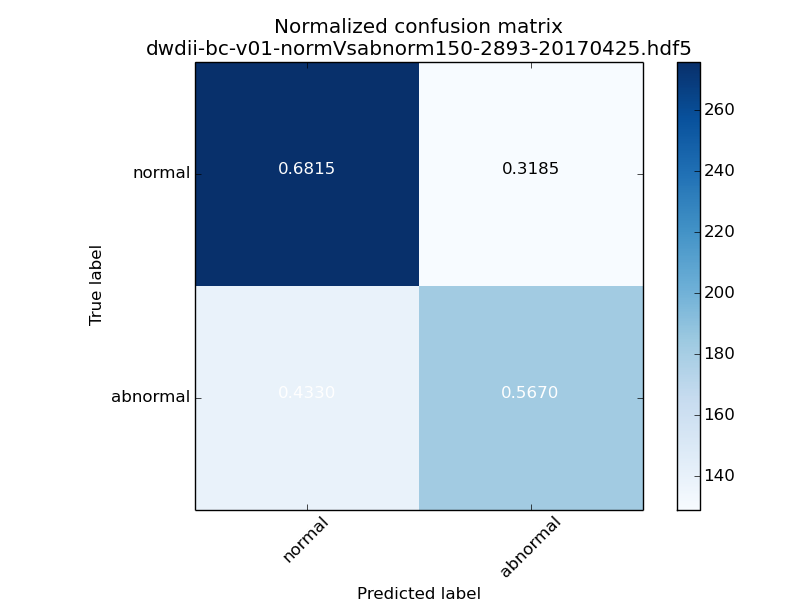 Normalized confusion matrix
dwdii-bc-v01-normVsabnorm150-2893-20170425.hdf5
True label
normal
0.6815
0.3185
abnormal
0.4330
0.5670
normal
abnormal
Predicted label
260
240
220
200
180
160
140